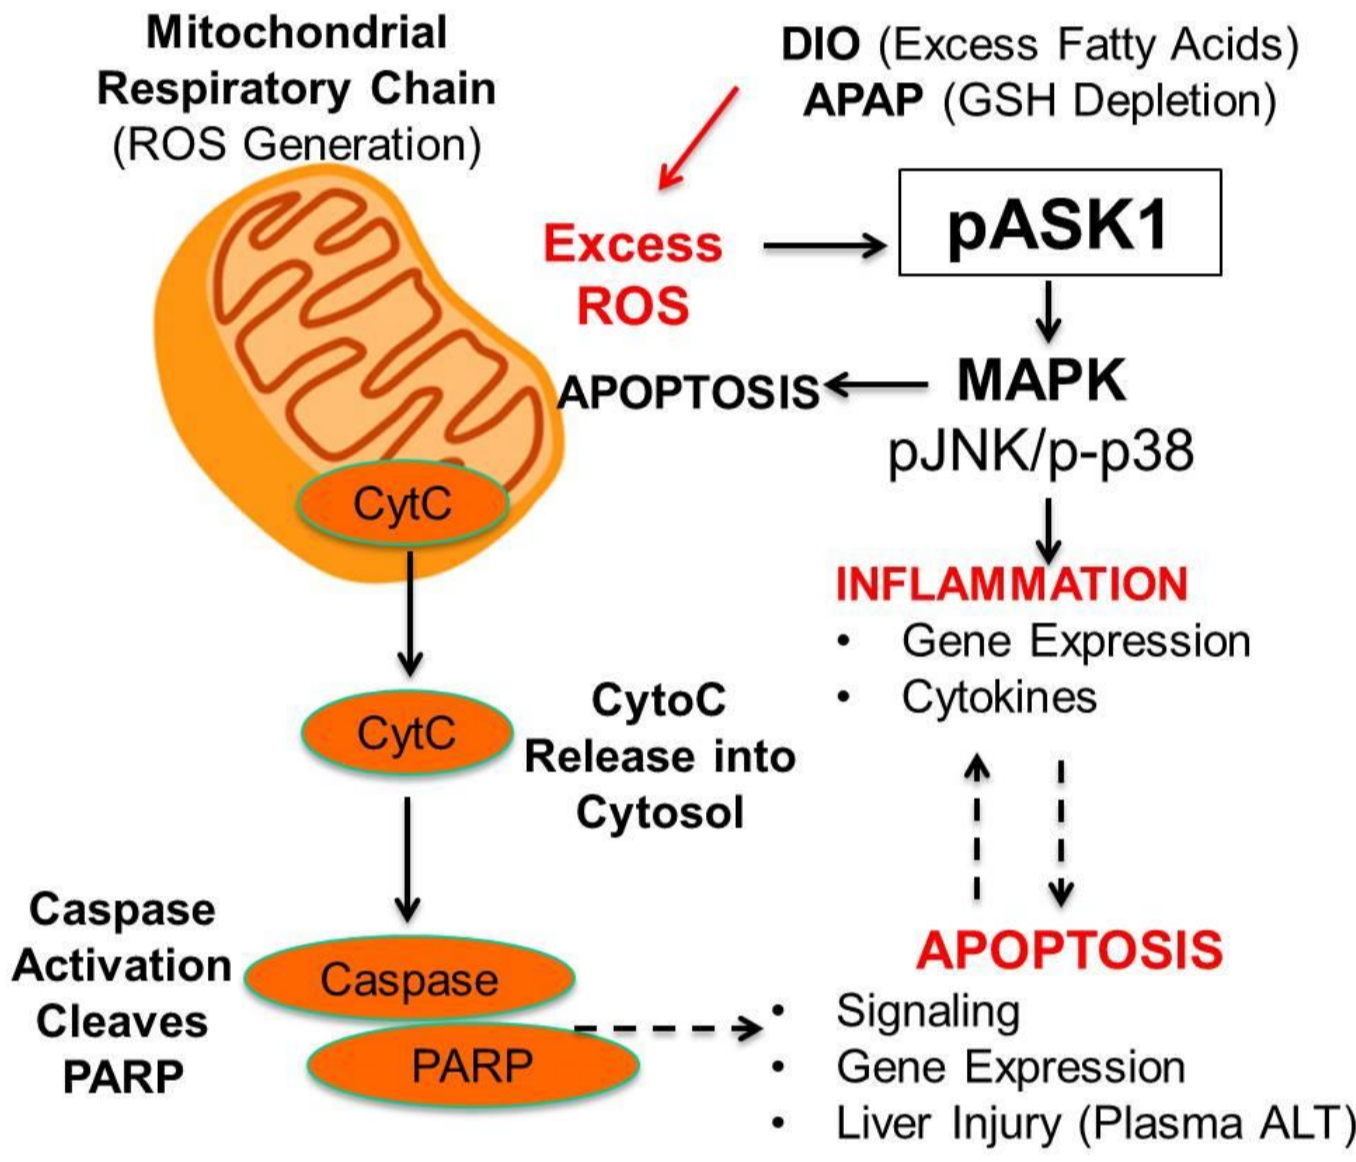 Mitochondrial
Respiratory Chain
(ROS Generation)
DIO (Excess Fatty Acids)
APAP (GSH Depletion)
Excess
ROS
pASK1
APOPTOSIS
MAPK
pJNK/p-p38
CytC
INFLAMMATION
• Gene Expression
• Cytokines
CytC
CytoC
Release into
Cytosol
Caspase
Activation
Cleaves
PARP
Caspase
PARP
APOPTOSIS
• Signaling
• Gene Expression
• Liver Injury (Plasma ALT)